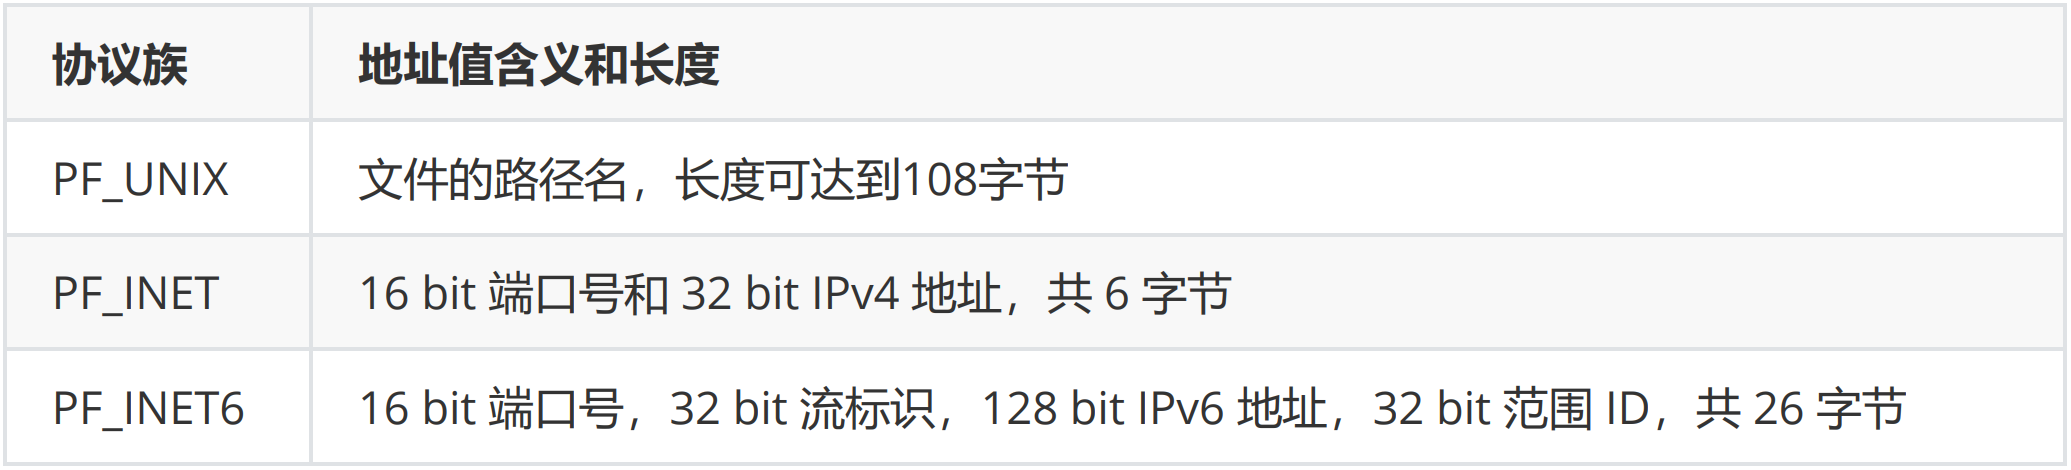 协议族 地址值含义和长度
PF_UNIX 文件的路径名，长度可达到108字节
PF_INET 16 bit 端口号和 32 bit IPv4 地址，共 6 字节
PF_INET6 16 bit 端口号，32 bit 流标识，128 bit IPv6 地址，32 bit 范围 ID，共 26 字节